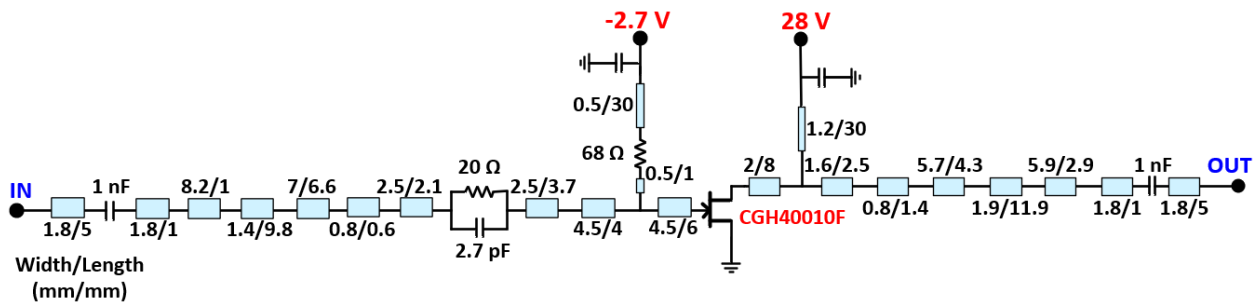 -2.7 V
28 V
0.5/30
1.2/30
68 Ω
0.5/1
IN
1 nF
8.2/1
7/6.6
2.5/2.1
20 Ω
2.5/3.7
2/8
1.6/2.5
5.7/4.3
5.9/2.9
1 nF
OUT
1.8/5
1.8/1
1.4/9.8
0.8/0.6
2.7 pF
4.5/4
4.5/6
CGH40010F
0.8/1.4
1.9/11.9
1.8/1
1.8/5
Width/Length
(mm/mm)